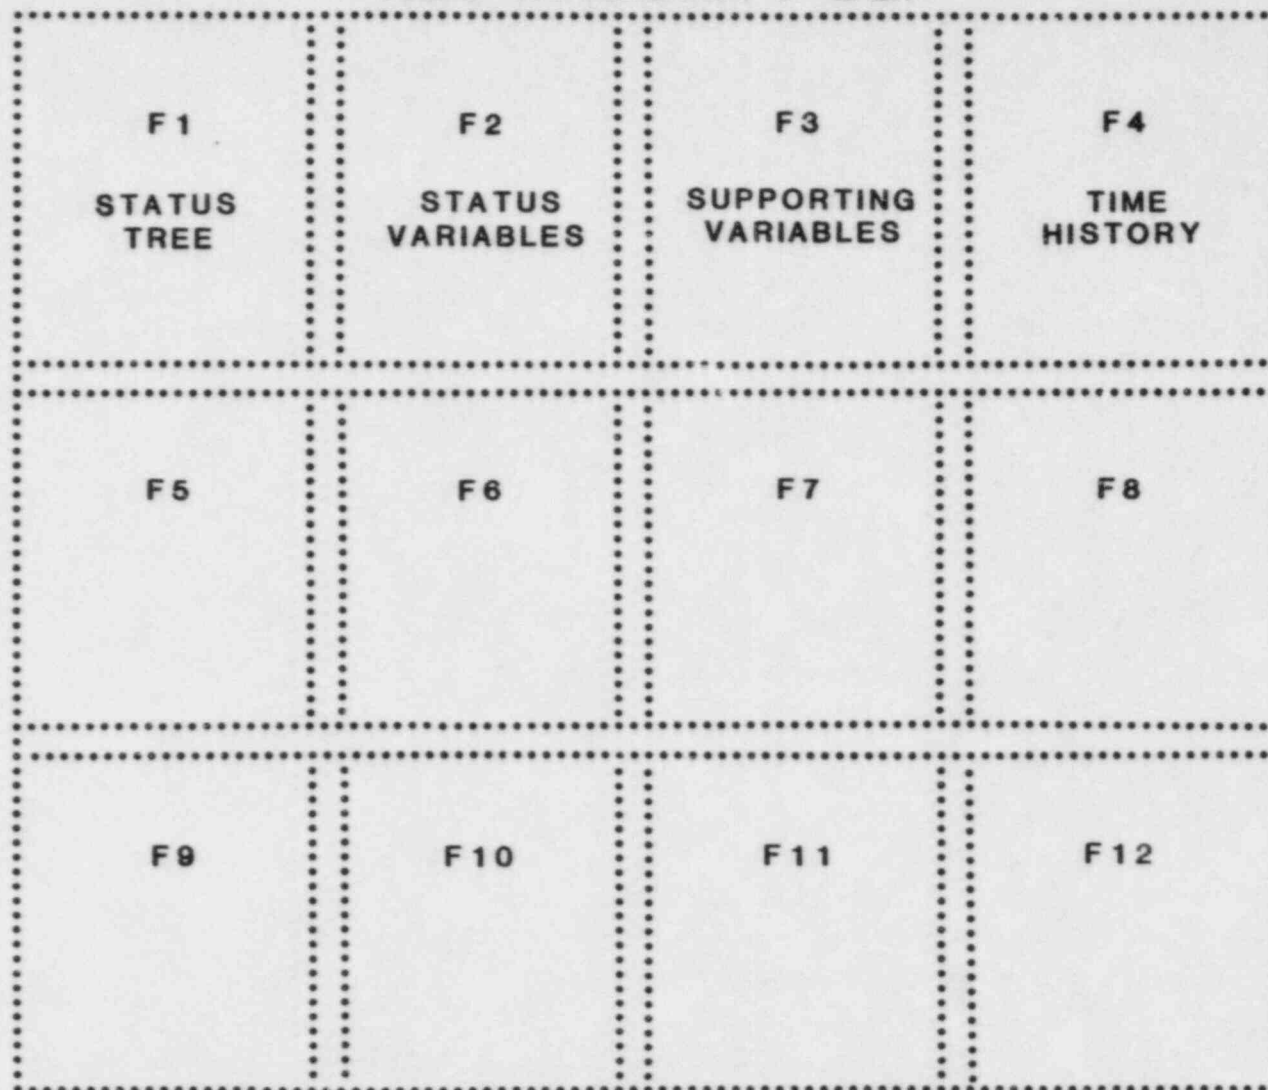 F1
STATUS
TREE
F2
STATUS
VARIABLES
F3
SUPPORTING
VARIABLES
F4
TIME
HISTORY
F5
F6
F7
F8
F9
F10
F11
F12